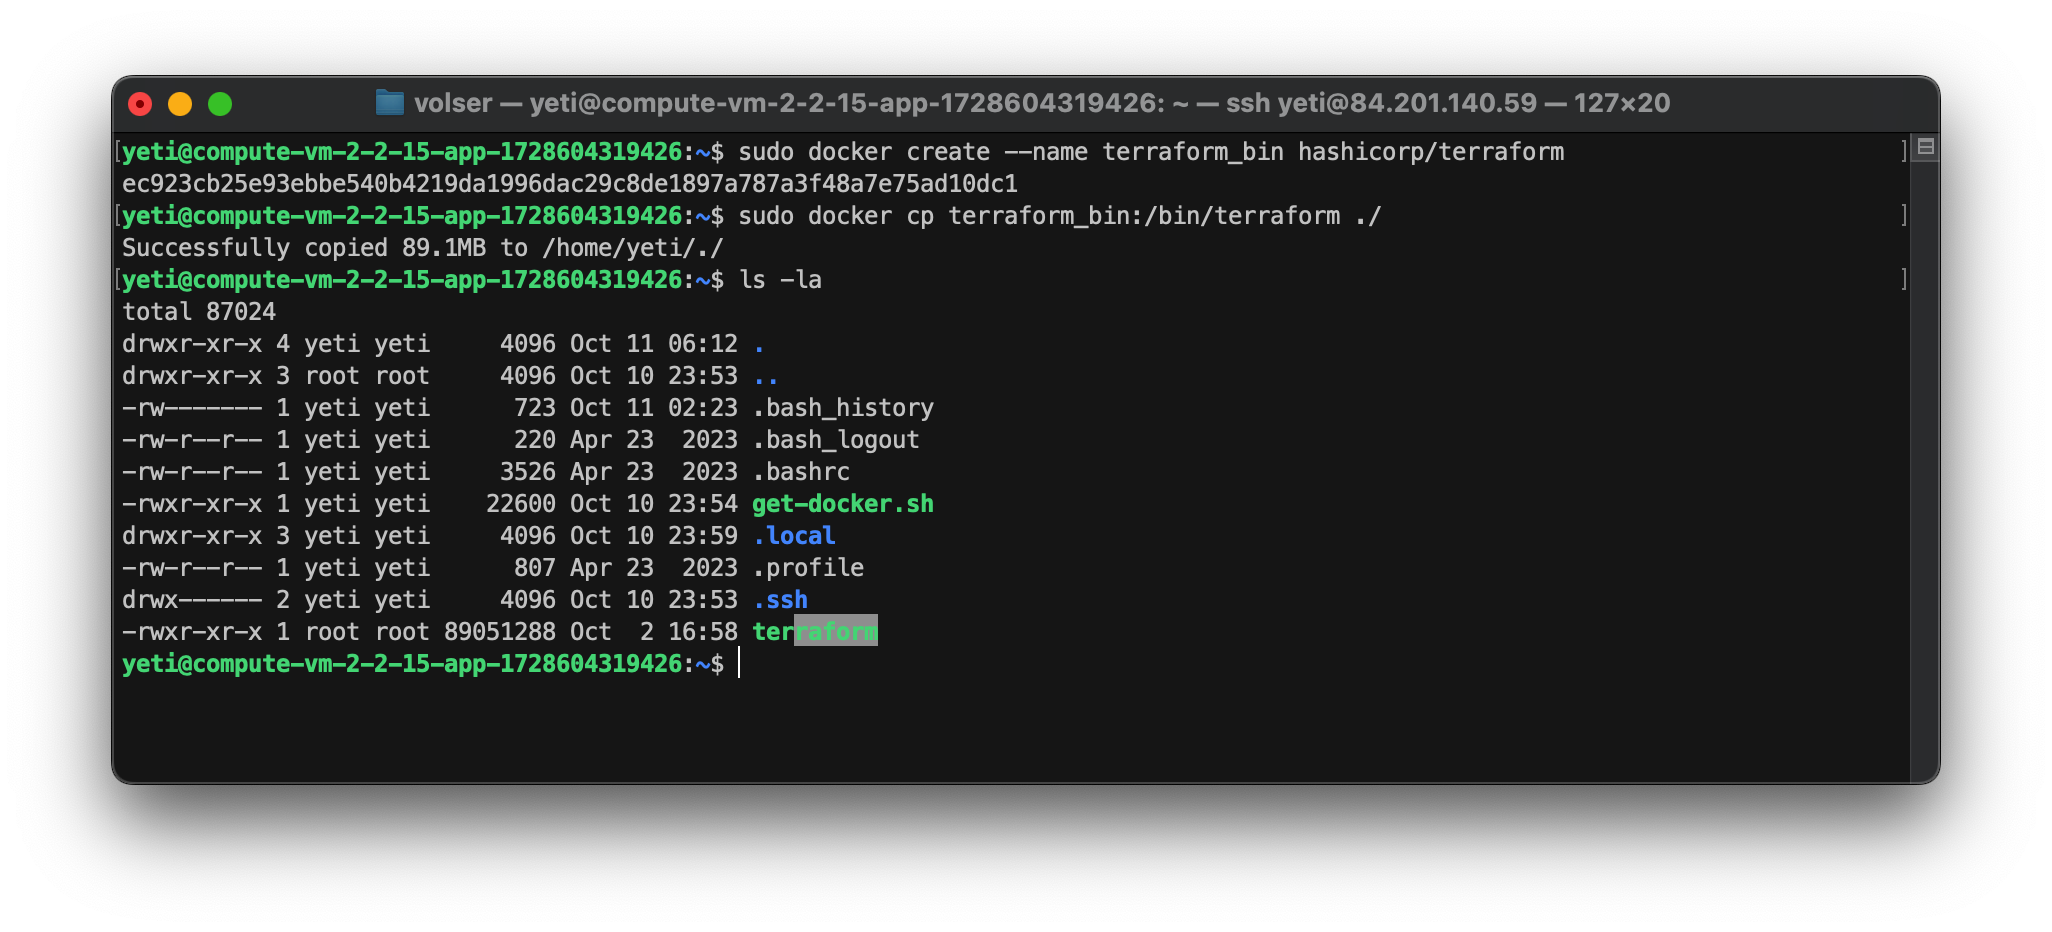 volser — yeti@compute-vm-2-2-15-app-1728604319426: ~ — ssh yeti@84.201.140.59 — 127×20
[yeti@compute-vm-2-2-15-app-1728604319426:~$ sudo docker create --name terraform_bin hashicorp/terraform ]
ec923cb25e93ebbe540b4219da1996dac29c8de1897a787a3f48a7e75ad10dc1
[yeti@compute-vm-2-2-15-app-1728604319426:~$ sudo docker cp terraform_bin:/bin/terraform ./ ]
Successfully copied 89.1MB to /home/yeti/./
[yeti@compute-vm-2-2-15-app-1728604319426:~$ ls -la ]
total 87024
drwxr-xr-x 4 yeti yeti     4096 Oct 11 06:12 .
drwxr-xr-x 3 root root     4096 Oct 10 23:53 ..
-rw------- 1 yeti yeti      723 Oct 11 02:23 .bash_history
-rw-r--r-- 1 yeti yeti      220 Apr 23  2023 .bash_logout
-rw-r--r-- 1 yeti yeti     3526 Apr 23  2023 .bashrc
-rwxr-xr-x 1 yeti yeti    22600 Oct 10 23:54 get-docker.sh
drwxr-xr-x 3 yeti yeti     4096 Oct 10 23:59 .local
-rw-r--r-- 1 yeti yeti      807 Apr 23  2023 .profile
drwx------ 2 yeti yeti     4096 Oct 10 23:53 .ssh
-rwxr-xr-x 1 root root 89051288 Oct  2 16:58 terraform
yeti@compute-vm-2-2-15-app-1728604319426:~$